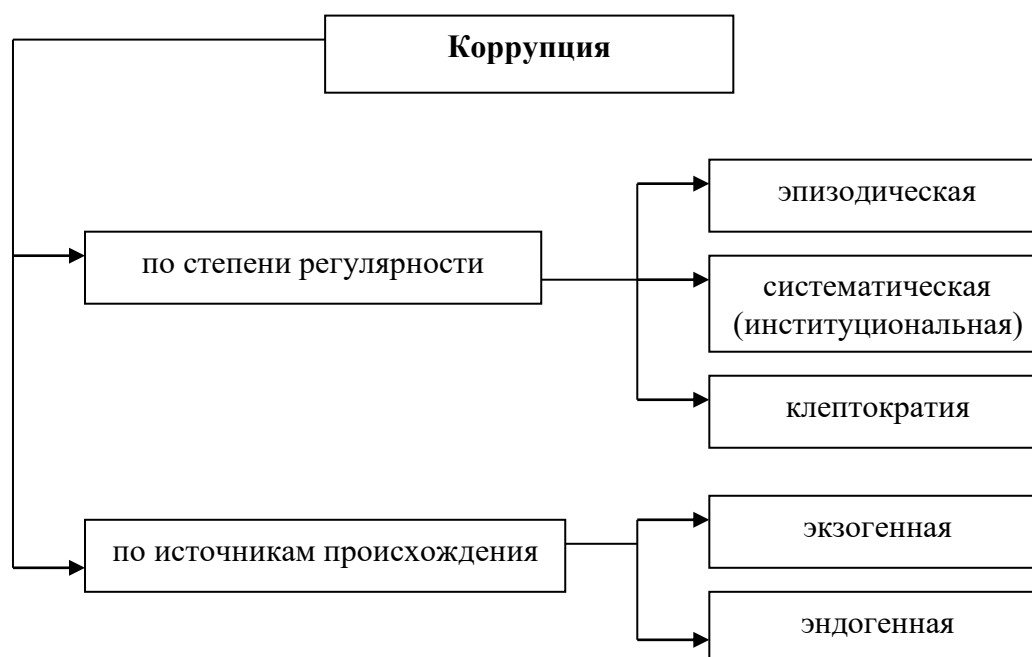 Коррупция
по степени регулярности
эпизодическая
систематическая
(институциональная)
клептократия
по источникам происхождения
экзогенная
эндогенная